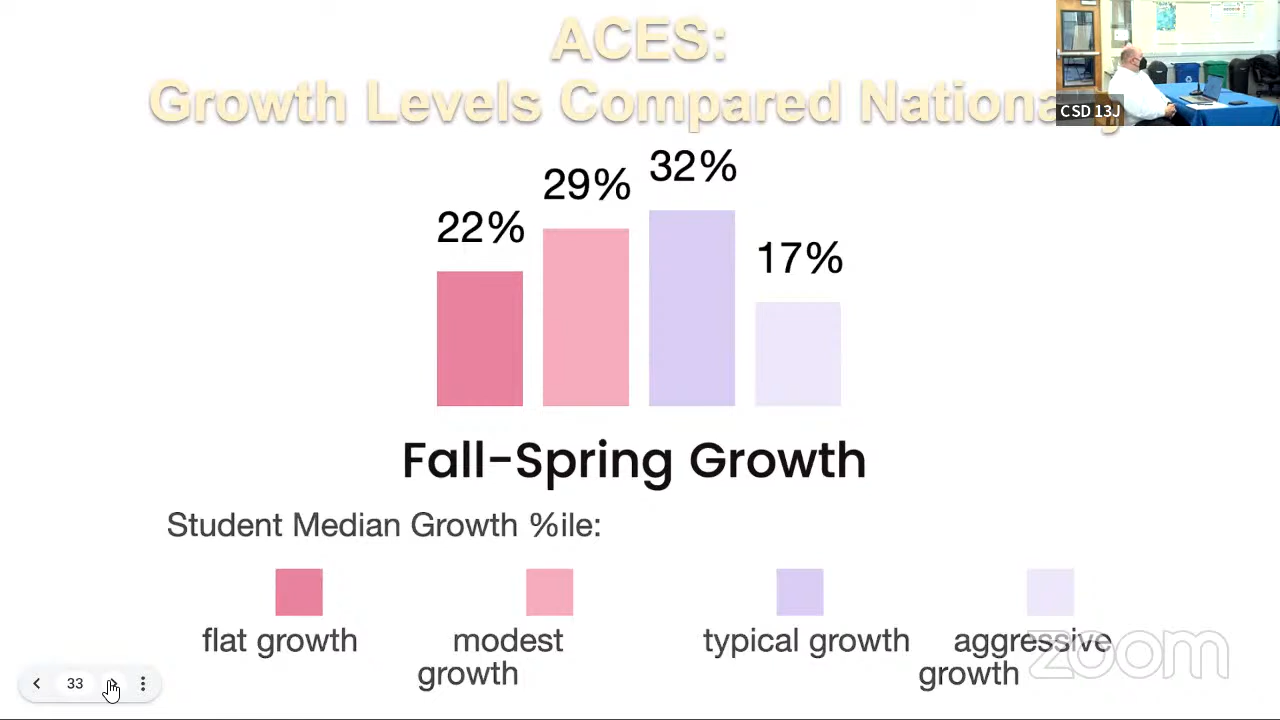 ACES:
Growth Levels Compared
CSD 13J
22%
29%
32%
17%
Fall-Spring Growth
Student Median Growth %ile:
flat growth
modest
growth
typical growth
aggressive
growth
zoom
33